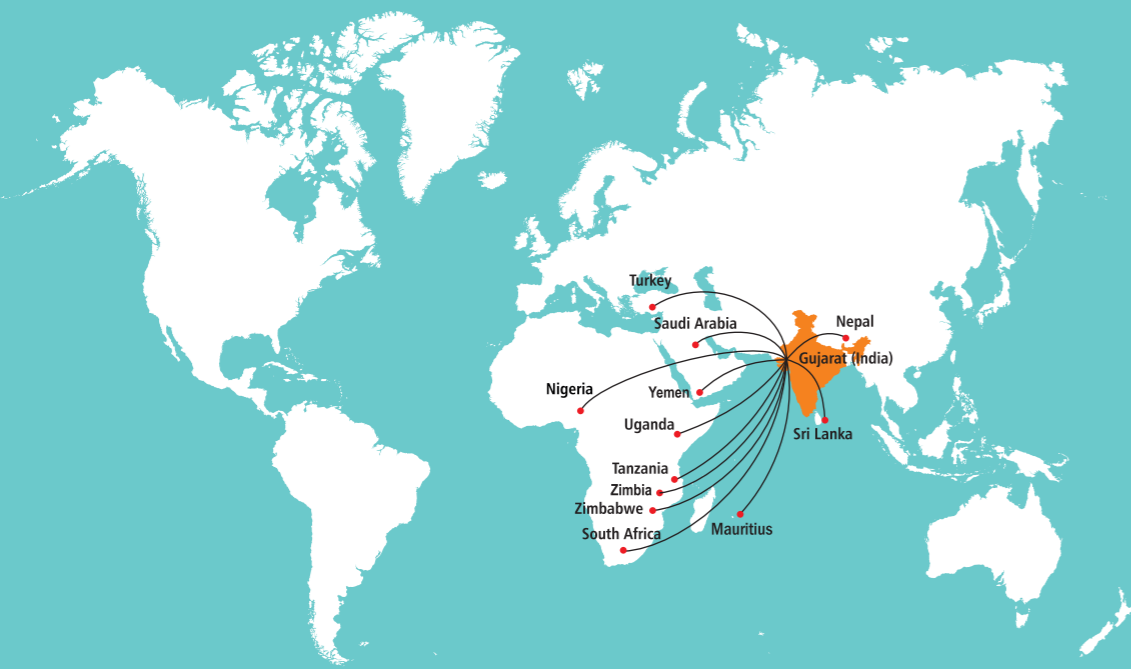 Turkey
Saudi Arabia
Nepal
Gujarat (India)
Nigeria
Yemen
Uganda
Sri Lanka
Tanzania
Zimbia
Zimbabwe
South Africa
Mauritius